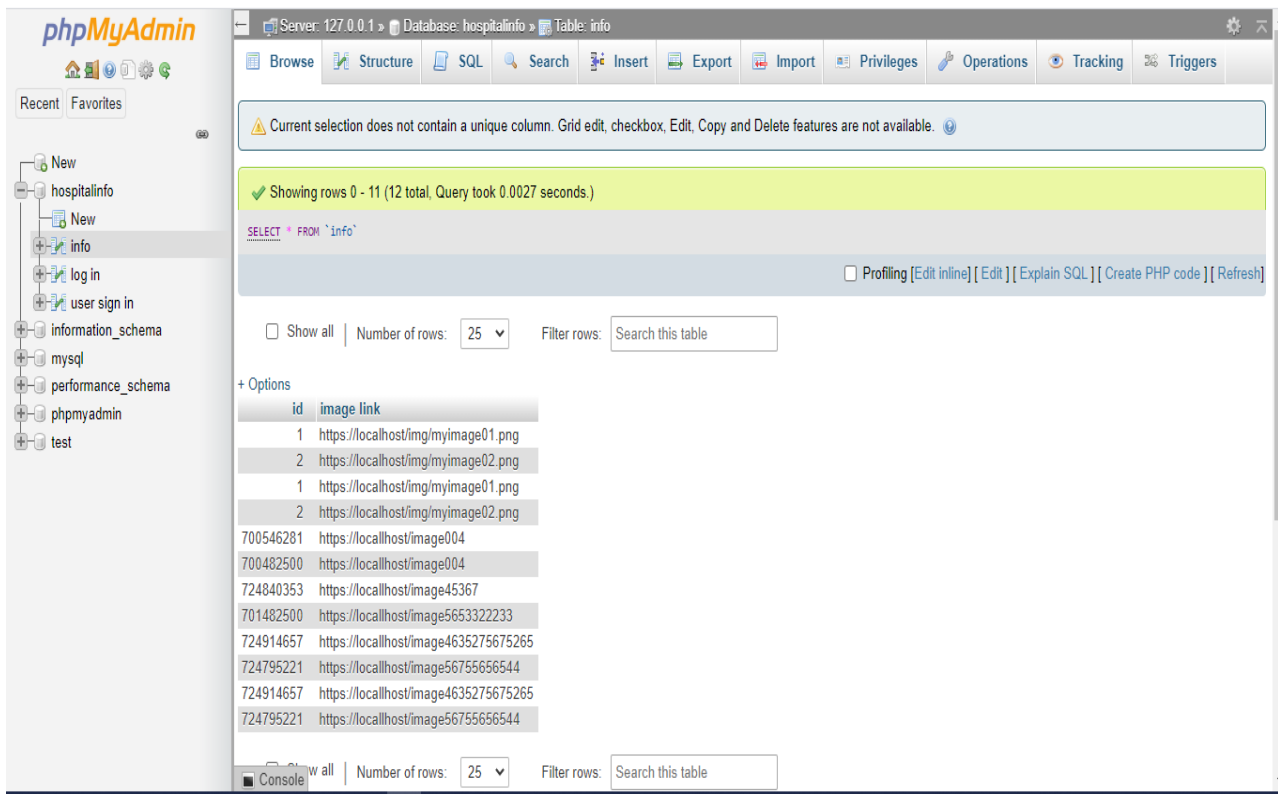 phpMyAdmin
Recent Favorites
New
hospitalinfo
New
info
log in
user sign in
information_schema
mysql
performance_schema
phpmyadmin
test
Server: 127.0.0.1 » Database: hospitalinfo » Table: info
Browse Structure SQL Search Insert Export Import Privileges Operations Tracking Triggers
Current selection does not contain a unique column. Grid edit, checkbox, Edit, Copy and Delete features are not available.
Showing rows 0 - 11 (12 total, Query took 0.0027 seconds.)
SELECT * FROM `info`
Profiling [Edit inline] [ Edit ] [ Explain SQL ] [ Create PHP code ] [ Refresh]
Show all | Number of rows: 25 Filter rows: Search this table
+ Options
id image link
1 https://localhost/img/myimage01.png
2 https://localhost/img/myimage02.png
1 https://localhost/img/myimage01.png
2 https://localhost/img/myimage02.png
700546281 https://locallhost/image004
700482500 https://locallhost/image004
724840353 https://locallhost/image45367
701482500 https://locallhost/image5653322233
724914657 https://locallhost/image4635275675265
724795221 https://locallhost/image56755656544
724914657 https://locallhost/image4635275675265
724795221 https://locallhost/image56755656544
Show all | Number of rows: 25 Filter rows: Search this table
Console